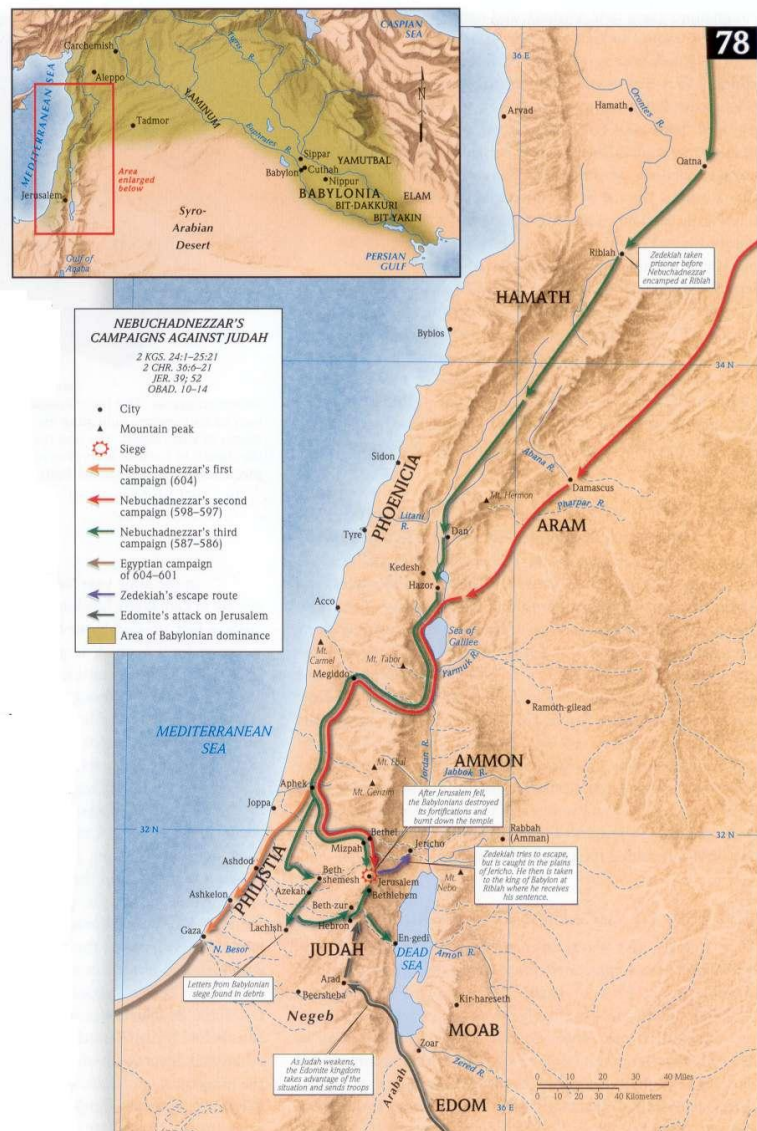 78
CASPIAN
SEA
Carchemish
Aleppo
Tigris R.
MEDITERRANEAN SEA
YAMINUM
Tadmor
Euphrates R.
N
Sippar
YAMUTBAL
Babylon
Cuthah
Nippur
BABYLONIA
ELAM
BIT-DAKKURI
BIT-YAKIN
Area
enlarged
below
Jerusalem
Syro-
Arabian
Desert
Gulf of
Aqaba
PERSIAN
GULF
36 E
Arvad
Hamath
Orontes R.
Qatna
Riblah
Zedekiah taken
prisoner before
Nebuchadnezzar
encamped at Riblah
HAMATH
NEBUCHADNEZZAR'S
CAMPAIGNS AGAINST JUDAH
2 KGS. 24:1–25:21
2 CHR. 36:6–21
JER. 39; 52
OBAD. 10–14
City
Mountain peak
Siege
Nebuchadnezzar's first
campaign (604)
Nebuchadnezzar's second
campaign (598–597)
Nebuchadnezzar's third
campaign (587–586)
Egyptian campaign
of 604–601
Zedekiah's escape route
Edomite's attack on Jerusalem
Area of Babylonian dominance
Byblos
34 N
Sidon
PHOENICIA
Abana R.
Damascus
Mt. Hermon
Pharpar R.
Litani
R.
Tyre
Dan
ARAM
Kedesh
Hazor
Acco
Sea of
Galilee
Mt.
Carmel
Mt. Tabor
Yarmuk R.
Megiddo
Ramoth-gilead
MEDITERRANEAN
SEA
Jordan R.
AMMON
Mt. Ebal
Jabbok R.
Mt. Gerizim
Aphek
After Jerusalem fell,
the Babylonians destroyed
its fortifications and
burnt down the temple
Joppa
32 N
32 N
Bethel
Rabbah
(Amman)
Mizpah
Jericho
Zedekiah tries to escape,
but is caught in the plains
of Jericho. He then is taken
to the king of Babylon at
Riblah where he receives
his sentence.
PHILISTIA
Ashdod
Beth-
shemesh
Jerusalem
Mt.
Nebo
Azekah
Bethlehem
Ashkelon
Beth-zur
Gaza
Lachish
Hebron
N. Besor
JUDAH
En-gedi
DEAD
SEA
Arnon R.
Letters from Babylonian
siege found in debris
Arad
Beersheba
Kir-hareseth
Negeb
MOAB
Zoar
As Judah weakens,
the Edomite kingdom
takes advantage of the
situation and sends troops
Zered R.
Arabah
0 10 20 30 40 Miles
0 10 20 30 40 Kilometers
EDOM
36 E